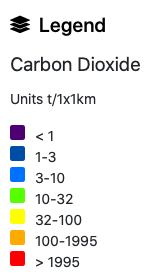 Legend
Carbon Dioxide
Units t/1x1km
< 1
1-3
3-10
10-32
32-100
100-1995
> 1995